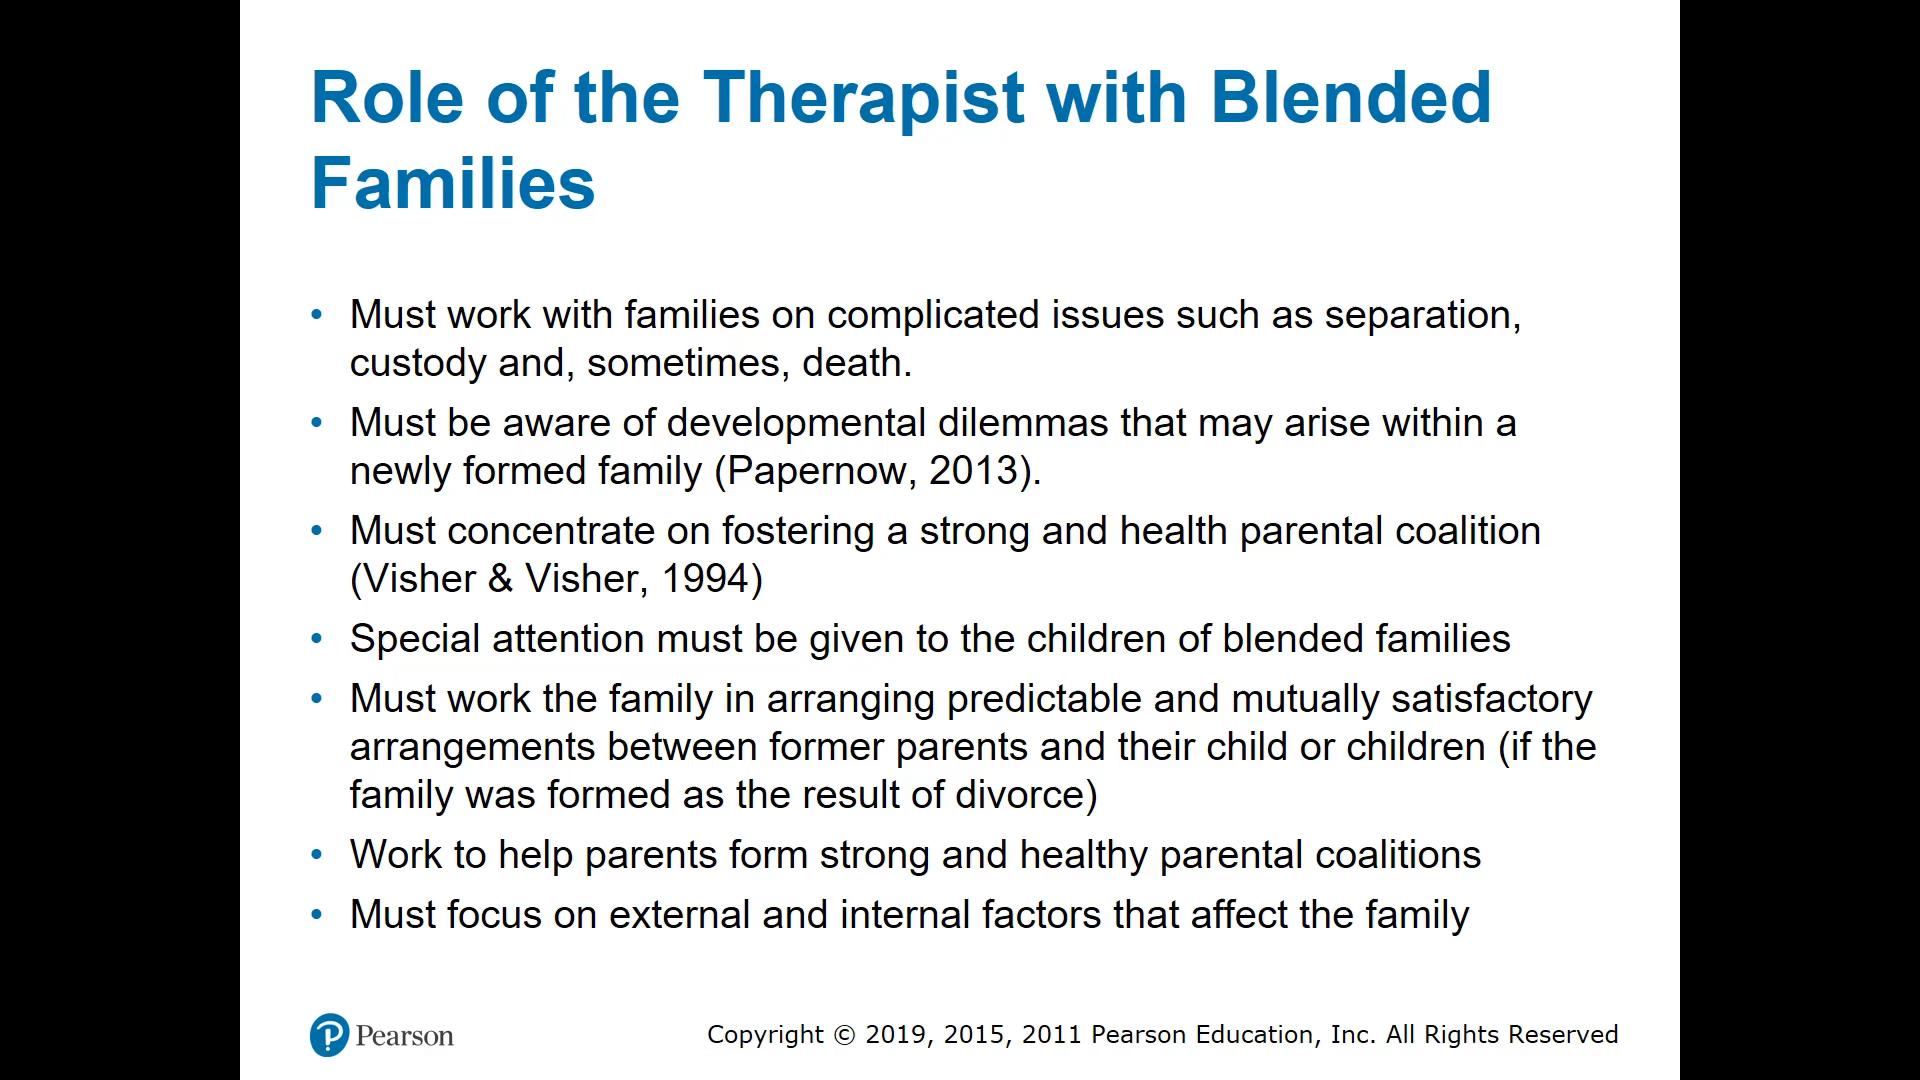 Role of the Therapist with Blended
Families
• Must work with families on complicated issues such as separation,
custody and, sometimes, death.
• Must be aware of developmental dilemmas that may arise within a
newly formed family (Papernow, 2013).
• Must concentrate on fostering a strong and health parental coalition
(Visher & Visher, 1994)
• Special attention must be given to the children of blended families
• Must work the family in arranging predictable and mutually satisfactory
arrangements between former parents and their child or children (if the
family was formed as the result of divorce)
• Work to help parents form strong and healthy parental coalitions
• Must focus on external and internal factors that affect the family
P Pearson
Copyright © 2019, 2015, 2011 Pearson Education, Inc. All Rights Reserved